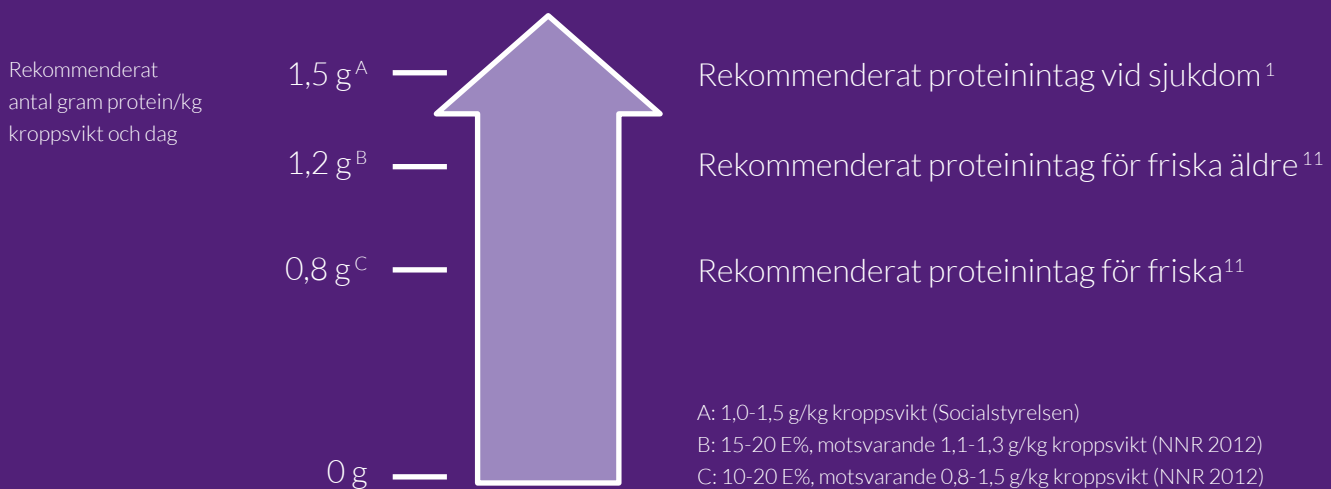 Rekommenderat
antal gram protein/kg
kroppsvikt och dag
1,5 g A
Rekommenderat proteinintag vid sjukdom 1
1,2 g B
Rekommenderat proteinintag för friska äldre 11
0,8 g C
Rekommenderat proteinintag för friska 11
0 g
A: 1,0-1,5 g/kg kroppsvikt (Socialstyrelsen)
B: 15-20 E%, motsvarande 1,1-1,3 g/kg kroppsvikt (NNR 2012)
C: 10-20 E%, motsvarande 0,8-1,5 g/kg kroppsvikt (NNR 2012)